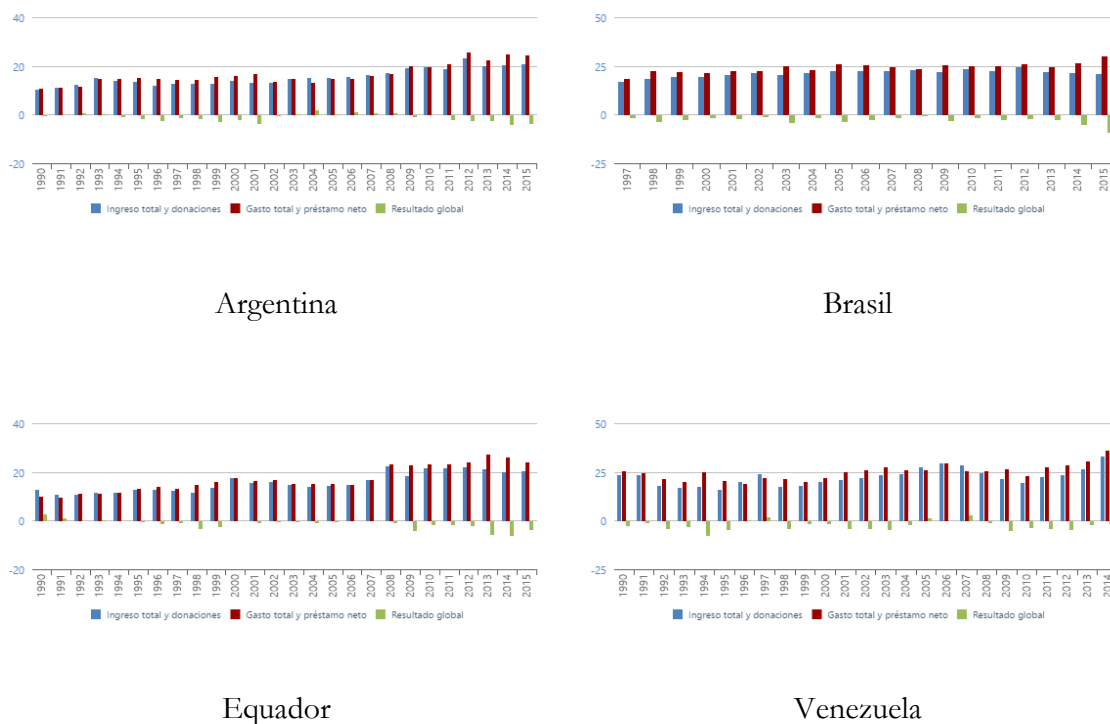 40
20
0
-20
1990 1991 1992 1993 1994 1995 1996 1997 1998 1999 2000 2001 2002 2003 2004 2005 2006 2007 2008 2009 2010 2011 2012 2013 2014 2015
Ingreso total y donaciones Gasto total y préstamo neto Resultado global
Argentina
50
25
0
-25
1997 1998 1999 2000 2001 2002 2003 2004 2005 2006 2007 2008 2009 2010 2011 2012 2013 2014 2015
Ingreso total y donaciones Gasto total y préstamo neto Resultado global
Brasil
40
20
0
-20
1990 1991 1992 1993 1994 1995 1996 1997 1998 1999 2000 2001 2002 2003 2004 2005 2006 2007 2008 2009 2010 2011 2012 2013 2014 2015
Ingreso total y donaciones Gasto total y préstamo neto Resultado global
Equador
50
25
0
-25
1990 1991 1992 1993 1994 1995 1996 1997 1998 1999 2000 2001 2002 2003 2004 2005 2006 2007 2008 2009 2010 2011 2012 2013 2014
Ingreso total y donaciones Gasto total y préstamo neto Resultado global
Venezuela